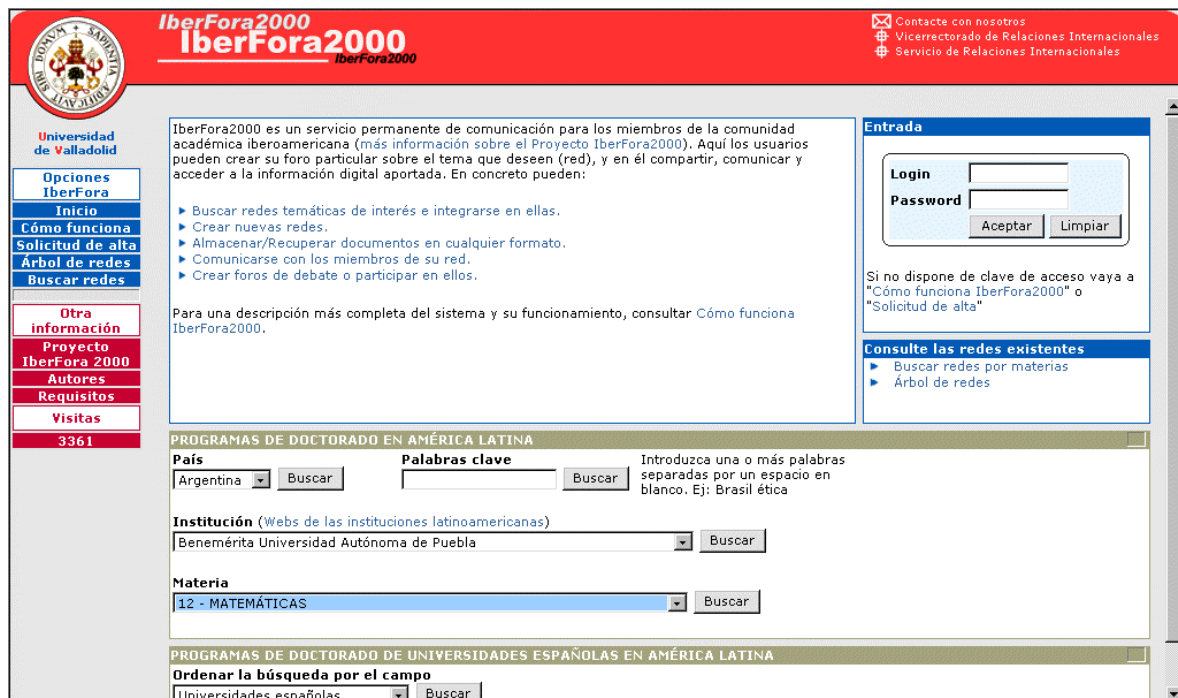 IberFora2000
IberFora2000
IberFora2000
Contacte con nosotros
Vicerrectorado de Relaciones Internacionales
Servicio de Relaciones Internacionales
Universidad
de Valladolid
Opciones
IberFora
Inicio
Cómo funciona
Solicitud de alta
Árbol de redes
Buscar redes
Otra
información
Proyecto
IberFora 2000
Autores
Requisitos
Visitas
3361
IberFora2000 es un servicio permanente de comunicación para los miembros de la comunidad
académica iberoamericana (más información sobre el Proyecto IberFora2000). Aquí los usuarios
pueden crear su foro particular sobre el tema que deseen (red), y en él compartir, comunicar y
acceder a la información digital aportada. En concreto pueden:
Buscar redes temáticas de interés e integrarse en ellas.
Crear nuevas redes.
Almacenar/Recuperar documentos en cualquier formato.
Comunicarse con los miembros de su red.
Crear foros de debate o participar en ellos.
Para una descripción más completa del sistema y su funcionamiento, consultar Cómo funciona
IberFora2000.
Entrada
Login
Password
Aceptar Limpiar
Si no dispone de clave de acceso vaya a
"Cómo funciona IberFora2000" o
"Solicitud de alta"
Consulte las redes existentes
Buscar redes por materias
Árbol de redes
PROGRAMAS DE DOCTORADO EN AMÉRICA LATINA
País Palabras clave
Argentina Buscar Buscar
Introduzca una o más palabras
separadas por un espacio en
blanco. Ej: Brasil ética
Institución (Webs de las instituciones latinoamericanas)
Benemérita Universidad Autónoma de Puebla Buscar
Materia
12 - MATEMÁTICAS Buscar
PROGRAMAS DE DOCTORADO DE UNIVERSIDADES ESPAÑOLAS EN AMÉRICA LATINA
Ordenar la búsqueda por el campo
Universidades españolas Buscar